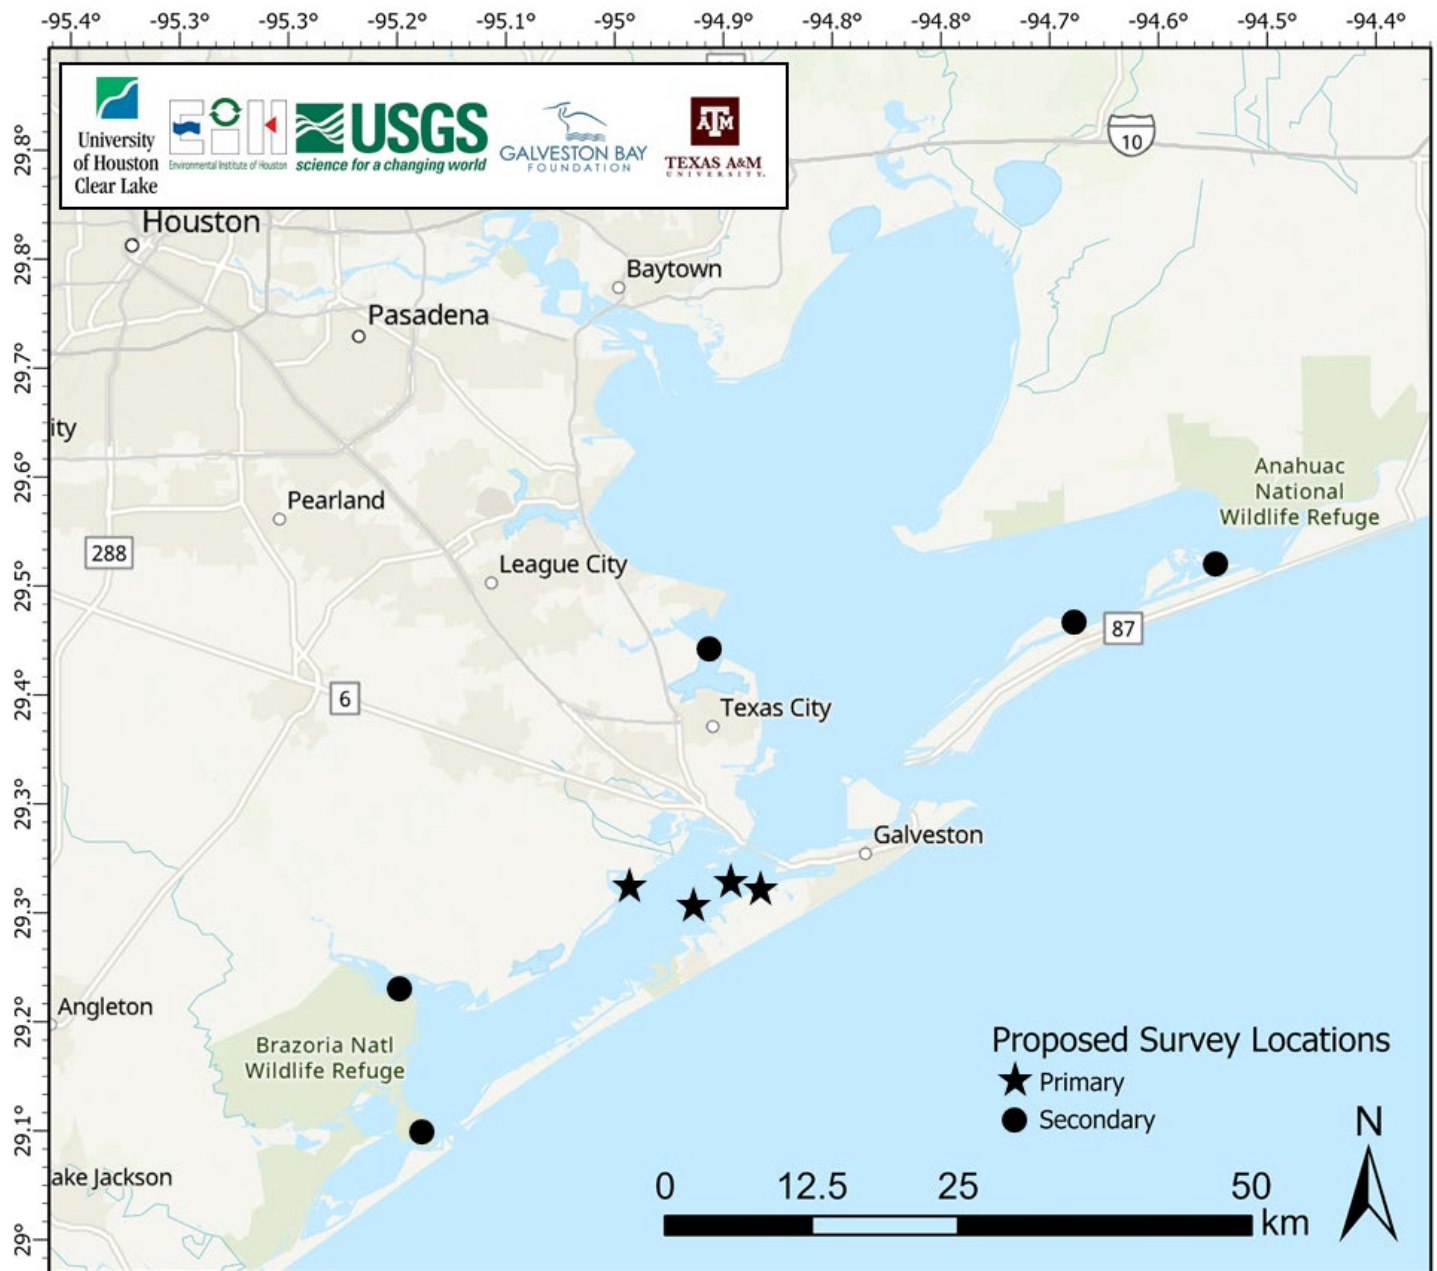 -95.4° -95.3° -95.3° -95.2° -95.1° -95° -94.9° -94.8° -94.8° -94.7° -94.6° -94.5° -94.4°
University
of Houston
Clear Lake
Environmental Institute of Houston
USGS
science for a changing world
GALVESTON BAY
FOUNDATION
ATM
TEXAS A&M
UNIVERSITY.
29.8°
10
Houston
29.8°
Baytown
Pasadena
29.7°
ity
29.6°
Anahuac
National
Wildlife Refuge
Pearland
288
League City
29.5°
87
6
29.4°
Texas City
29.3°
Galveston
29.3°
Angleton
29.2°
Brazoria Natl
Wildlife Refuge
Proposed Survey Locations
Primary
Secondary
29.1°
N
ake Jackson
0 12.5 25 50
km
29°